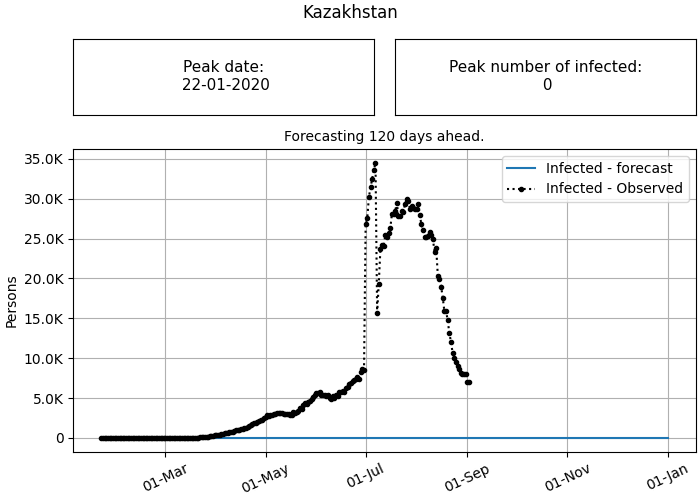 Kazakhstan
Peak date:
22-01-2020
Peak number of infected:
0
Forecasting 120 days ahead.
Infected - forecast
Infected - Observed
Persons
35.0K
30.0K
25.0K
20.0K
15.0K
10.0K
5.0K
0
01-Mar
01-May
01-Jul
01-Sep
01-Nov
01-Jan